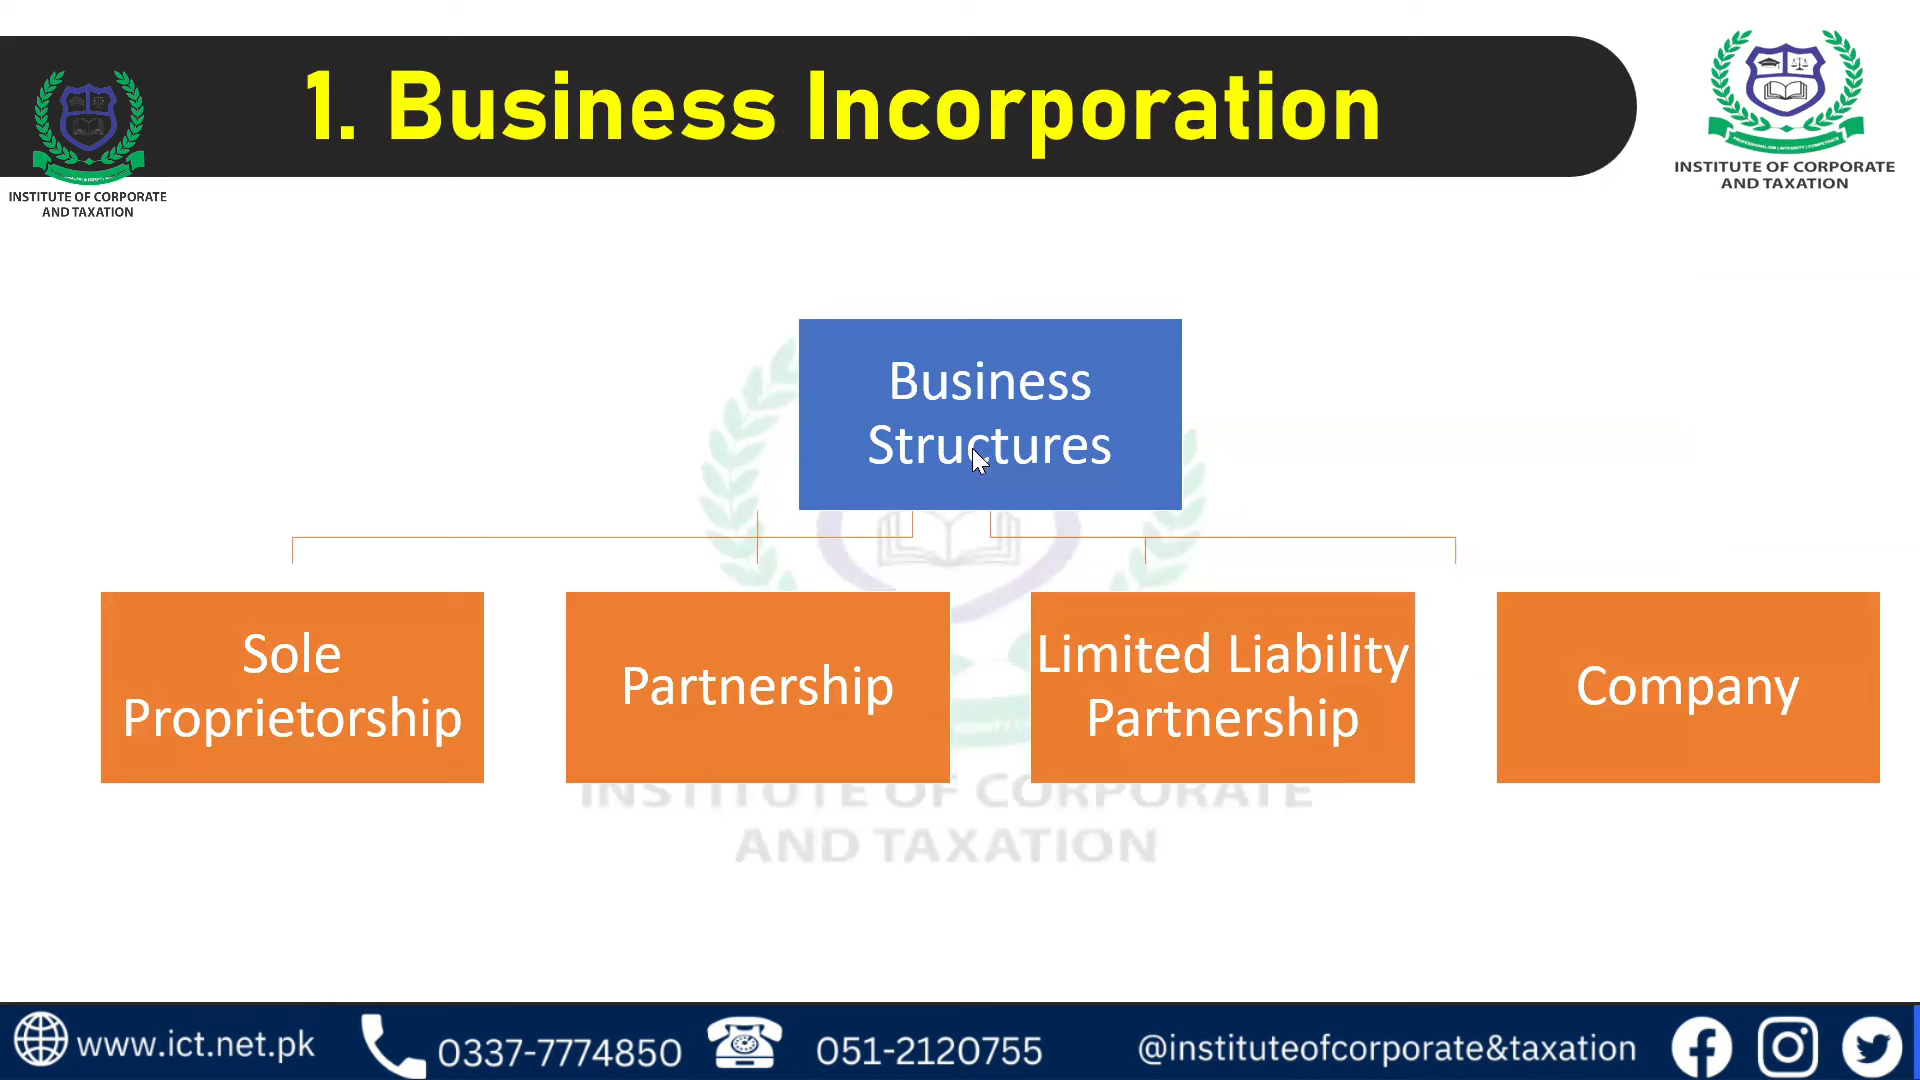 1. Business Incorporation
INSTITUTE OF CORPORATE
AND TAXATION
INSTITUTE OF CORPORATE
AND TAXATION
Business
Structures
Sole
Proprietorship
Partnership
Limited Liability
Partnership
Company
INSTITUTE OF CORPORATE
AND TAXATION
www.ict.net.pk
0337-7774850
051-2120755
@instituteofcorporate&taxation